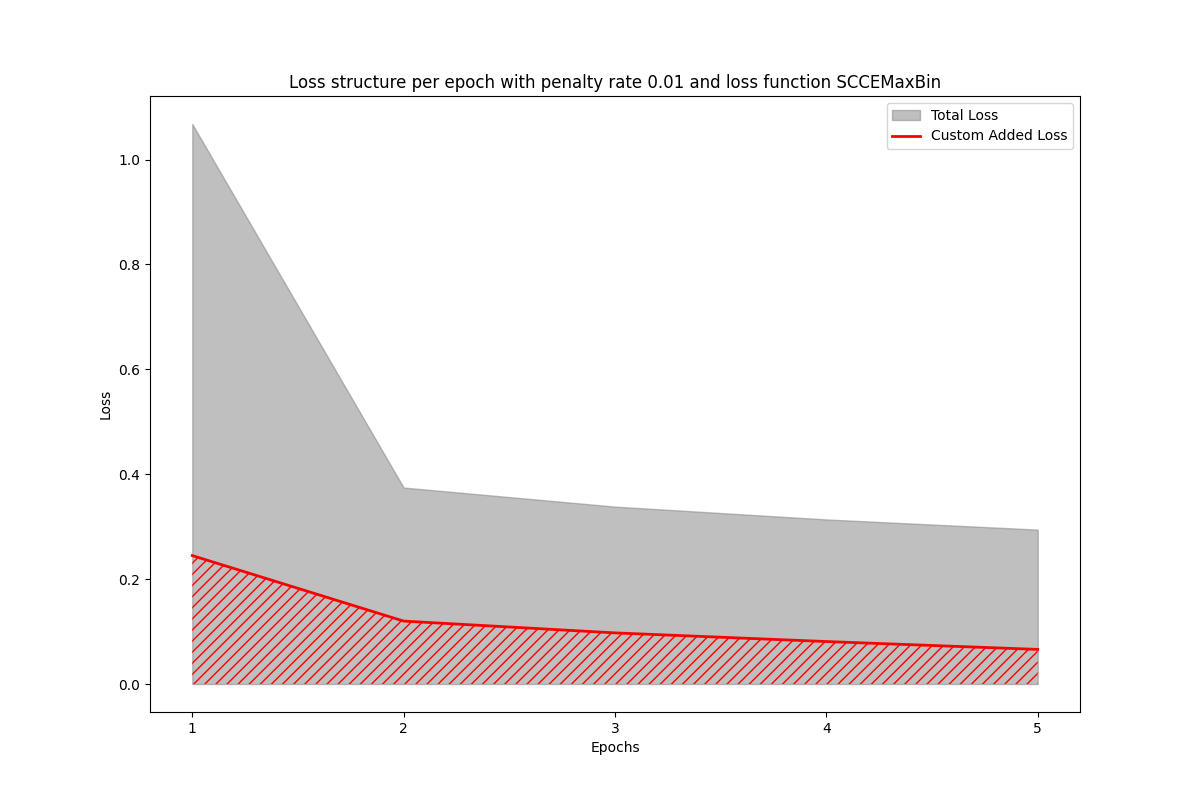 Loss structure per epoch with penalty rate 0.01 and loss function SCCEMaxBin
Total Loss
Custom Added Loss
1.0
0.8
0.6
0.4
0.2
0.0
Loss
1 2 3 4 5
Epochs